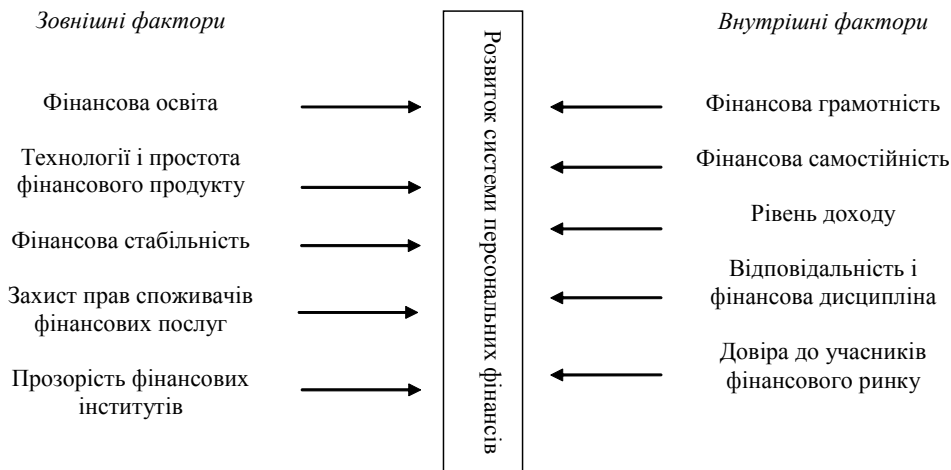 Зовнішні фактори
Фінансова освіта
Технології і простота
фінансового продукту
Фінансова стабільність
Захист прав споживачів
фінансових послуг
Прозорість фінансових
інститутів
Розвиток системи персональних фінансів
Внутрішні фактори
Фінансова грамотність
Фінансова самостійність
Рівень доходу
Відповідальність і
фінансова дисципліна
Довіра до учасників
фінансового ринку